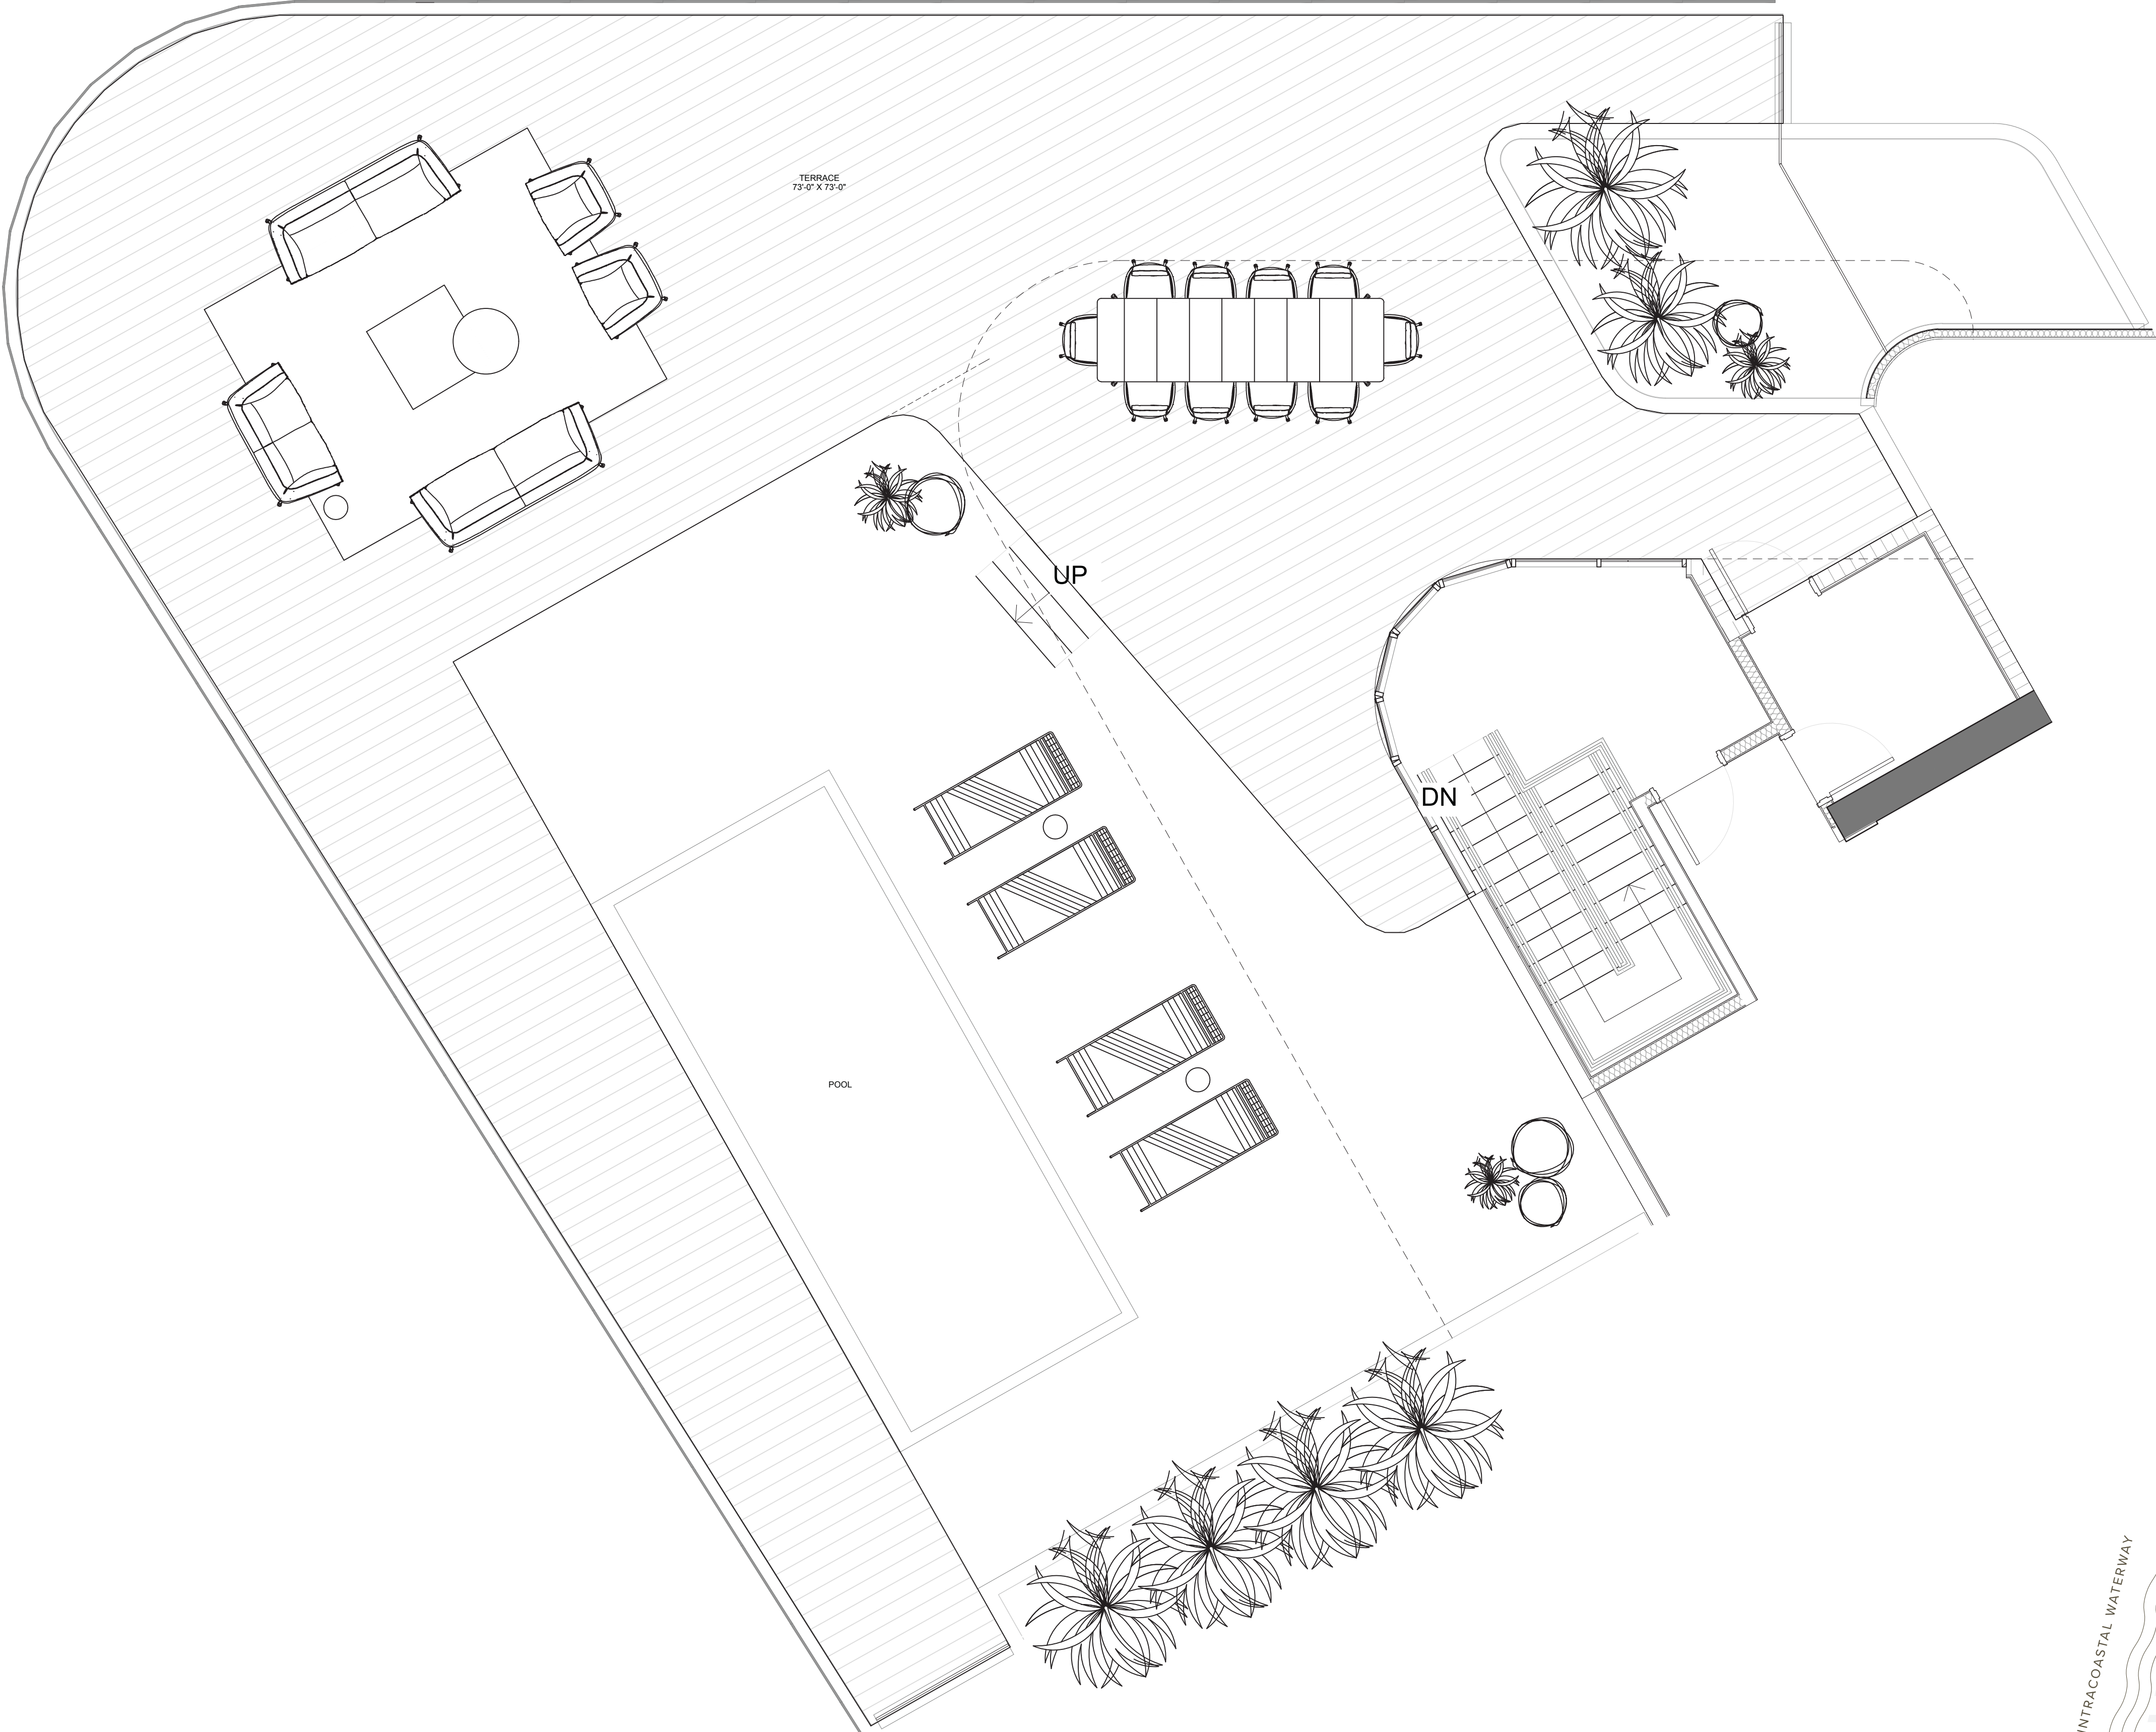 TERRACE
73'-0" X 73'-0"
UP
DN
POOL
INTRACOASTAL WATERWAY